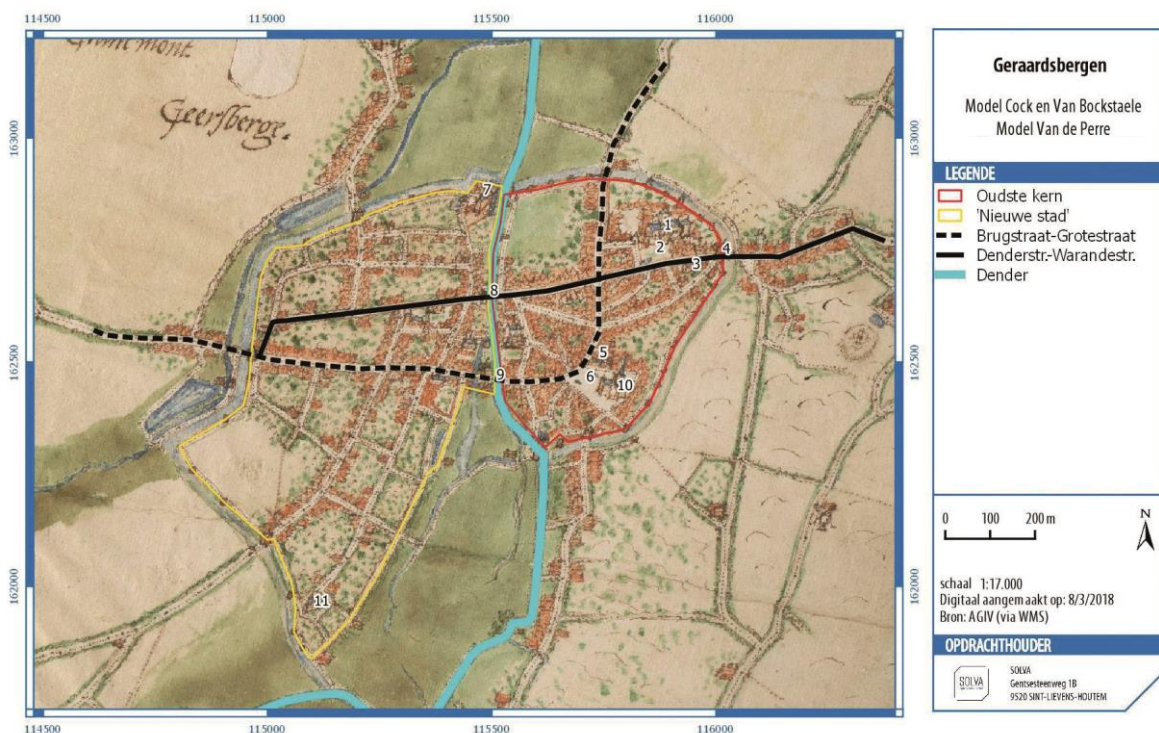 114500
115000
115500
116000
163000
162500
162000
163000
162500
162000
Geersberge.
7
1
2
3
4
8
5
6
9
10
11
114500
115000
115500
116000
Geraardsbergen
Model Cock en Van Bockstaele
Model Van de Perre
LEGENDE
Oudste kern
'Nieuwe stad'
Brugstraat-Grotestraat
Denderstr.-Warandestr.
Dender
0 100 200 m
N
schaal 1:17.000
Digitaal aangemaakt op: 8/3/2018
Bron: AGIV (via WMS)
OPDRACHTHOUDER
SOLVA
SOLVA
Gentsesteenweg 1B
9520 SINT-LIEVENS-HOUTEM